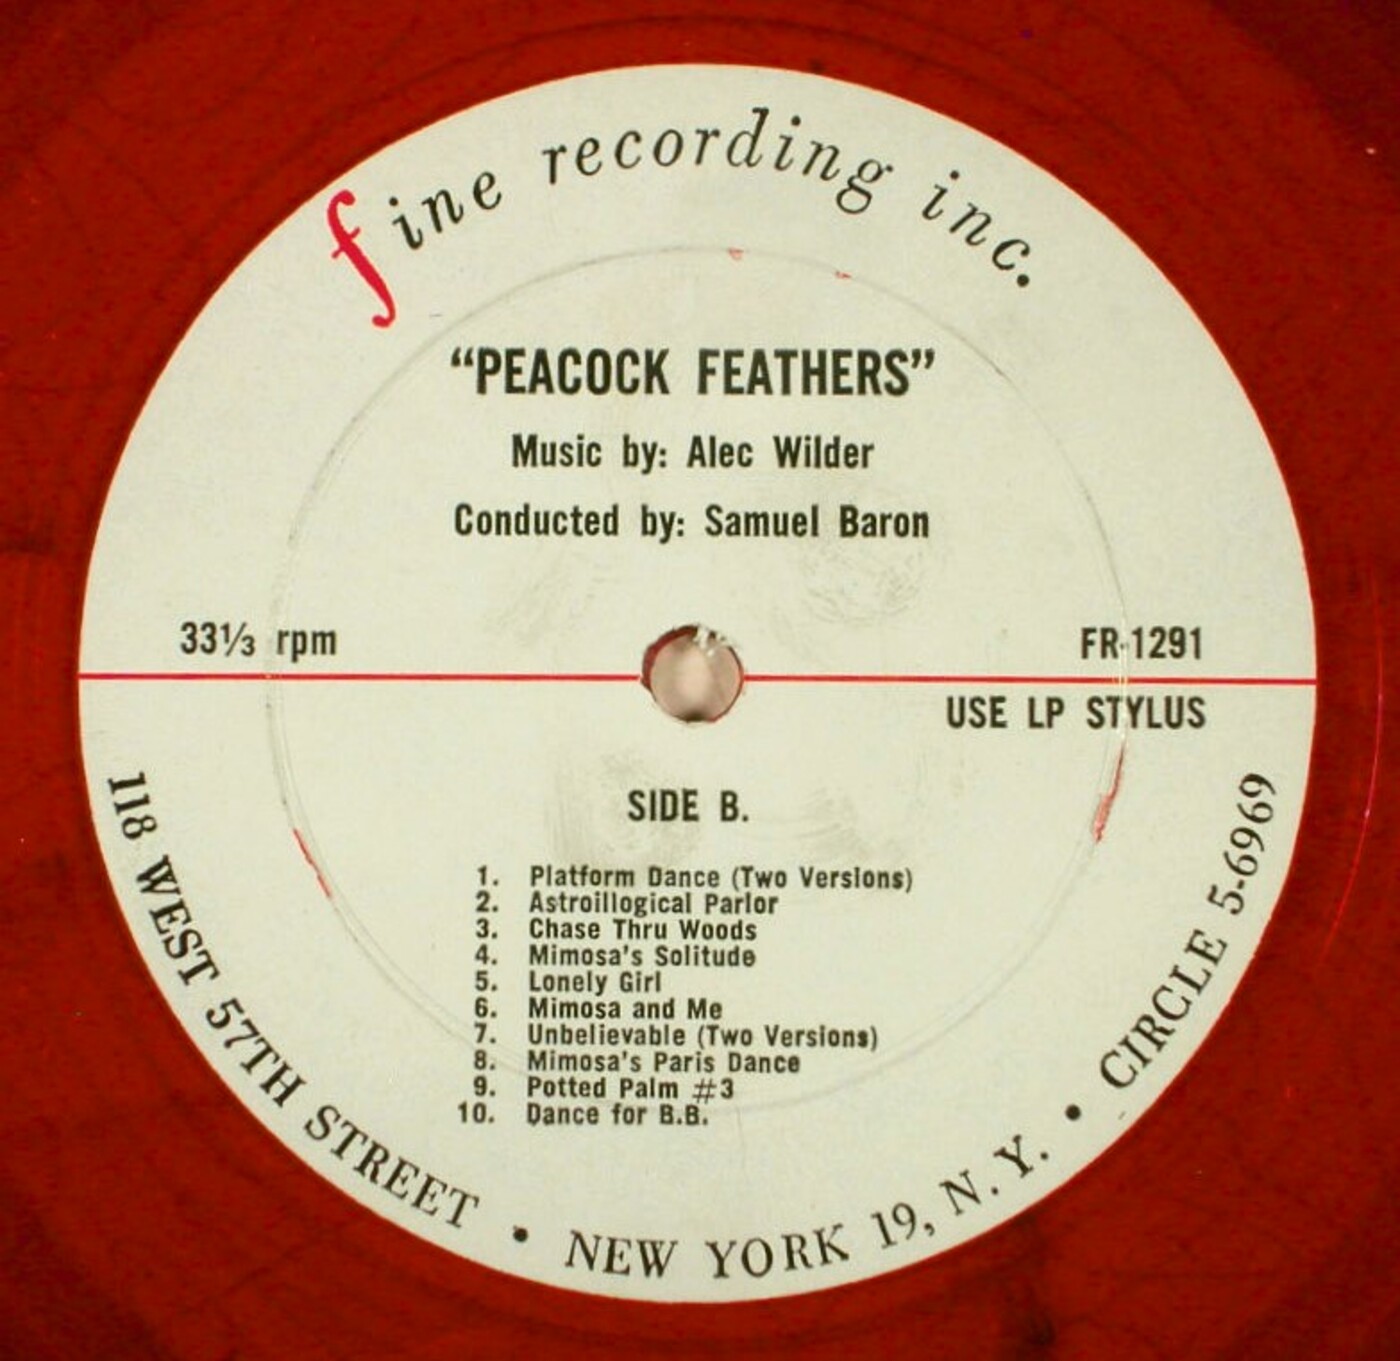 fine recording inc.
“PEACOCK FEATHERS”
Music by: Alec Wilder
Conducted by: Samuel Baron
33⅓ rpm
FR-1291
USE LP STYLUS
SIDE B.
1. Platform Dance (Two Versions)
2. Astroillogical Parlor
3. Chase Thru Woods
4. Mimosa's Solitude
5. Lonely Girl
6. Mimosa and Me
7. Unbelievable (Two Versions)
8. Mimosa's Paris Dance
9. Potted Palm #3
10. Dance for B.B.
118 WEST 57TH STREET • NEW YORK 19, N. Y. • CIRCLE 5-6969